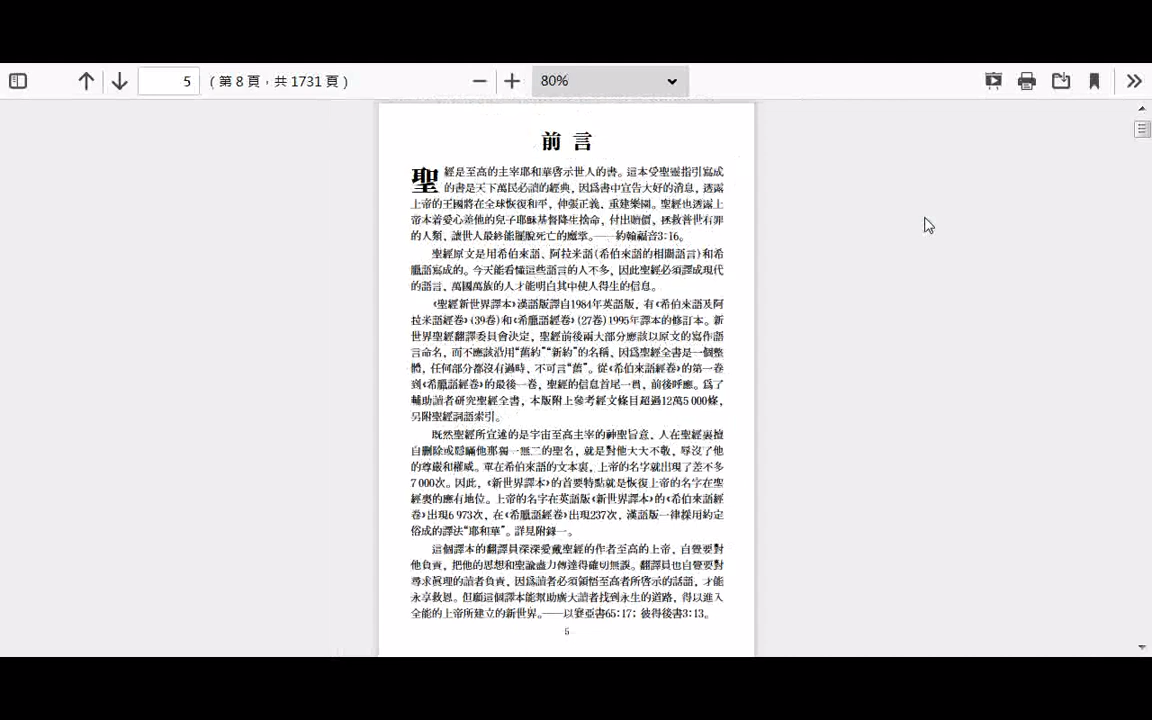 5 (第 8 頁，共 1731 頁)
80%
前言
聖經是至高的主宰耶和華啓示世人的書。這本受聖靈指引寫成
的書是天下萬民必讀的經典，因爲書中宣告大好的消息，透露
上帝的王國將在全球恢復和平，伸張正義，重建樂園。聖經也透露上
帝本着愛心差他的兒子耶穌基督降生捨命，付出贖價，拯救普世有罪
的人類，讓世人最終能擺脫死亡的魔掌。——約翰福音3:16。
聖經原文是用希伯來語、阿拉米語(希伯來語的相關語言)和希
臘語寫成的。今天能看懂這些語言的人不多，因此聖經必須譯成現代
的語言，萬國萬族的人才能明白其中使人得生的信息。
《聖經新世界譯本》漢語版譯自1984年英語版，有《希伯來語及阿
拉米語經卷》(39卷)和《希臘語經卷》(27卷)1995年譯本的修訂本。新
世界聖經翻譯委員會決定，聖經前後兩大部分應該以原文的寫作語
言命名，而不應該沿用“舊約”“新約”的名稱，因爲聖經全書是一個整
體，任何部分都沒有過時、不可言“舊”。從《希伯來語經卷》的第一卷
到《希臘語經卷》的最後一卷，聖經的信息首尾一貫，前後呼應。爲了
輔助讀者研究聖經全書，本版附上參考經文條目超過12萬5 000條，
另附聖經詞語索引。
既然聖經所宣述的是宇宙至高主宰的神聖旨意，人在聖經裏擅
自刪除或隱瞞他那獨一無二的聖名，就是對他大大不敬，辱沒了他
的尊嚴和權威。單在希伯來語的文本裏，上帝的名字就出現了差不多
7 000次。因此，《新世界譯本》的首要特點就是恢復上帝的名字在聖
經裏的應有地位。上帝的名字在英語版《新世界譯本》的《希伯來語經
卷》出現6 973次，在《希臘語經卷》出現237次，漢語版一律採用約定
俗成的譯法“耶和華”。詳見附錄一。
這個譯本的翻譯員深深愛戴聖經的作者至高的上帝，自覺要對
他負責，把他的思想和聖諭盡力傳達得確切無誤。翻譯員也自覺要對
尋求眞理的讀者負責，因爲讀者必須領悟至高者所啓示的話語，才能
永享救恩。但願這個譯本能幫助廣大讀者找到永生的道路，得以進入
全能的上帝所建立的新世界。——以賽亞書65:17；彼得後書3:13。
5